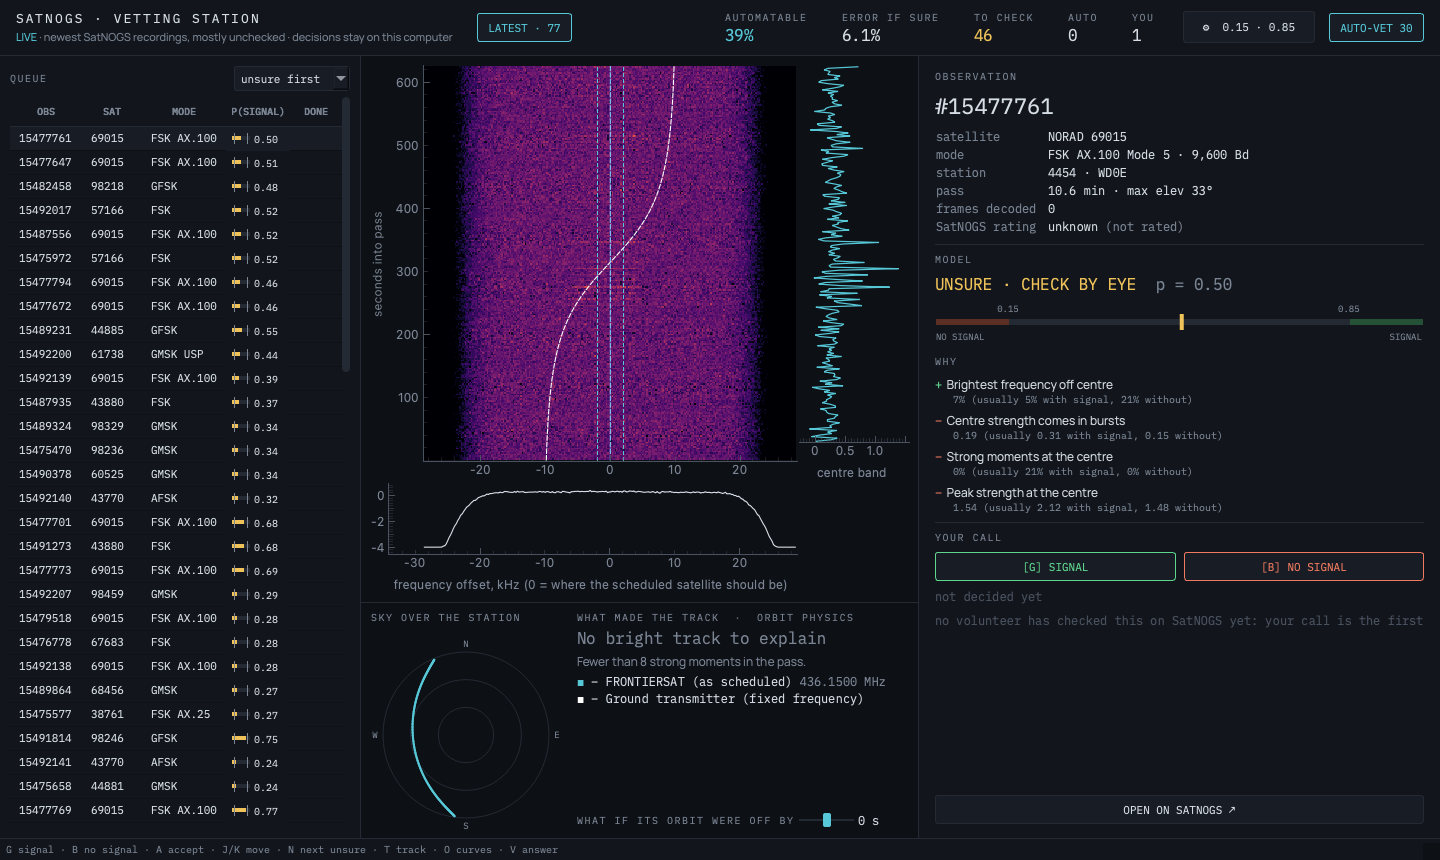 SATNOGS · VETTING STATION
LIVE · newest SatNOGS recordings, mostly unchecked · decisions stay on this computer
LATEST · 77
AUTOMATABLE
39%
ERROR IF SURE
6.1%
TO CHECK
46
AUTO
0
YOU
1
⚙ 0.15 · 0.85
AUTO-VET 30
QUEUE
unsure first
OBS SAT MODE P(SIGNAL) DONE
15477761 69015 FSK AX.100 0.50
15477647 69015 FSK AX.100 0.51
15482458 98218 GFSK 0.48
15492017 57166 FSK 0.52
15487556 69015 FSK AX.100 0.52
15475972 57166 FSK 0.52
15477794 69015 FSK AX.100 0.46
15477672 69015 FSK AX.100 0.46
15489231 44885 GFSK 0.55
15492200 61738 GMSK USP 0.44
15492139 69015 FSK AX.100 0.39
15487935 43880 FSK 0.37
15489324 98329 GMSK 0.34
15475470 98236 GMSK 0.34
15490378 60525 GMSK 0.34
15492140 43770 AFSK 0.32
15477701 69015 FSK AX.100 0.68
15491273 43880 FSK 0.68
15477773 69015 FSK AX.100 0.69
15492207 98459 GMSK 0.29
15479518 69015 FSK AX.100 0.28
15476778 67683 FSK 0.28
15492138 69015 FSK AX.100 0.28
15489864 68456 GMSK 0.27
15475577 38761 FSK AX.25 0.27
15491814 98246 GFSK 0.75
15492141 43770 AFSK 0.24
15475658 44881 GMSK 0.24
15477769 69015 FSK AX.100 0.77
seconds into pass
600
500
400
300
200
100
-20 -10 0 10 20
0 0.5 1.0
centre band
0
-2
-4
-30 -20 -10 0 10 20
frequency offset, kHz (0 = where the scheduled satellite should be)
SKY OVER THE STATION
N
W
E
S
WHAT MADE THE TRACK · ORBIT PHYSICS
No bright track to explain
Fewer than 8 strong moments in the pass.
– FRONTIERSAT (as scheduled) 436.1500 MHz
– Ground transmitter (fixed frequency)
WHAT IF ITS ORBIT WERE OFF BY 0 s
OBSERVATION
#15477761
satellite NORAD 69015
mode FSK AX.100 Mode 5 · 9,600 Bd
station 4454 · WD0E
pass 10.6 min · max elev 33°
frames decoded 0
SatNOGS rating unknown (not rated)
MODEL
UNSURE · CHECK BY EYE p = 0.50
0.15 0.85
NO SIGNAL SIGNAL
WHY
+ Brightest frequency off centre
7% (usually 5% with signal, 21% without)
– Centre strength comes in bursts
0.19 (usually 0.31 with signal, 0.15 without)
– Strong moments at the centre
0% (usually 21% with signal, 0% without)
– Peak strength at the centre
1.54 (usually 2.12 with signal, 1.48 without)
YOUR CALL
[G] SIGNAL
[B] NO SIGNAL
not decided yet
no volunteer has checked this on SatNOGS yet: your call is the first
OPEN ON SATNOGS ↗
G signal · B no signal · A accept · J/K move · N next unsure · T track · O curves · V answer